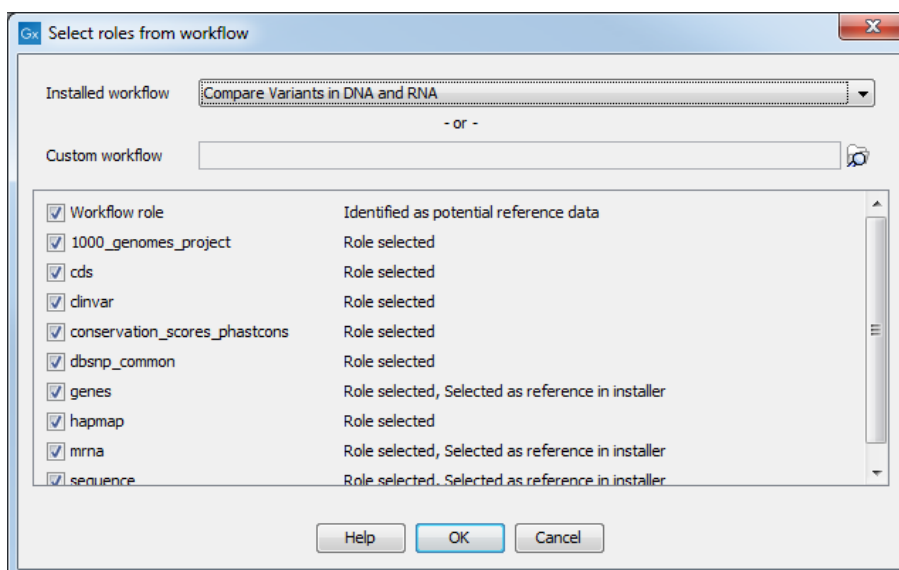 Gx Select roles from workflow
Installed workflow Compare Variants in DNA and RNA
- or -
Custom workflow
Workflow role Identified as potential reference data
1000_genomes_project Role selected
cds Role selected
clinvar Role selected
conservation_scores_phastcons Role selected
dbsnp_common Role selected
genes Role selected, Selected as reference in installer
hapmap Role selected
mrna Role selected, Selected as reference in installer
sequence Role selected, Selected as reference in installer
Help OK Cancel